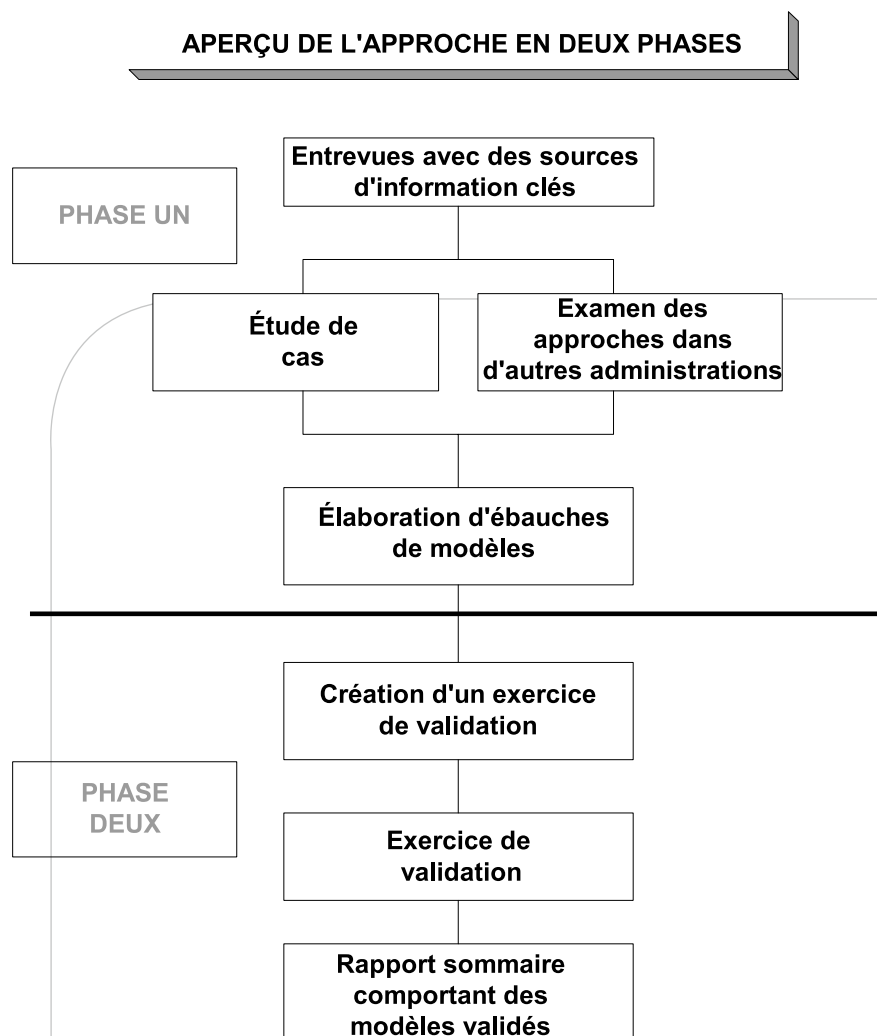 APERÇU DE L'APPROCHE EN DEUX PHASES
Entrevues avec des sources
d'information clés
PHASE UN
Étude de
cas
Examen des
approches dans
d'autres administrations
Élaboration d'ébauches
de modèles
Création d'un exercice
de validation
PHASE
DEUX
Exercice de
validation
Rapport sommaire
comportant des
modèles validés